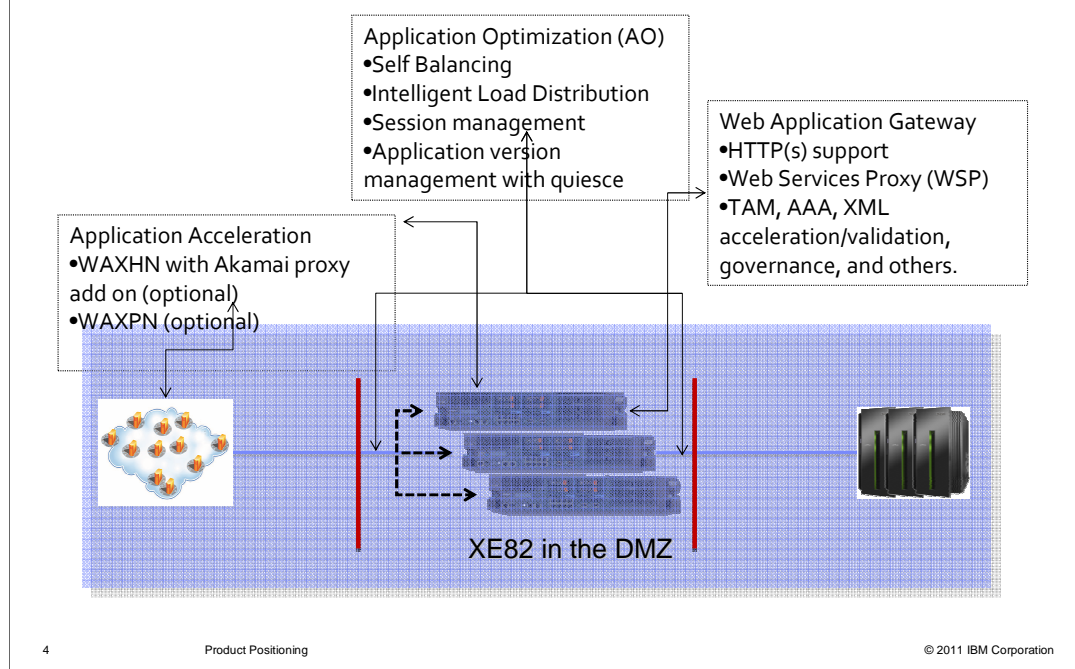 Application Optimization (AO)
•Self Balancing
•Intelligent Load Distribution
•Session management
•Application version
management with quiesce
Web Application Gateway
•HTTP(s) support
•Web Services Proxy (WSP)
•TAM, AAA, XML
acceleration/validation,
governance, and others.
Application Acceleration
•WAXHN with Akamai proxy
add on (optional)
•WAXPN (optional)
XE82 in the DMZ
4
Product Positioning
© 2011 IBM Corporation